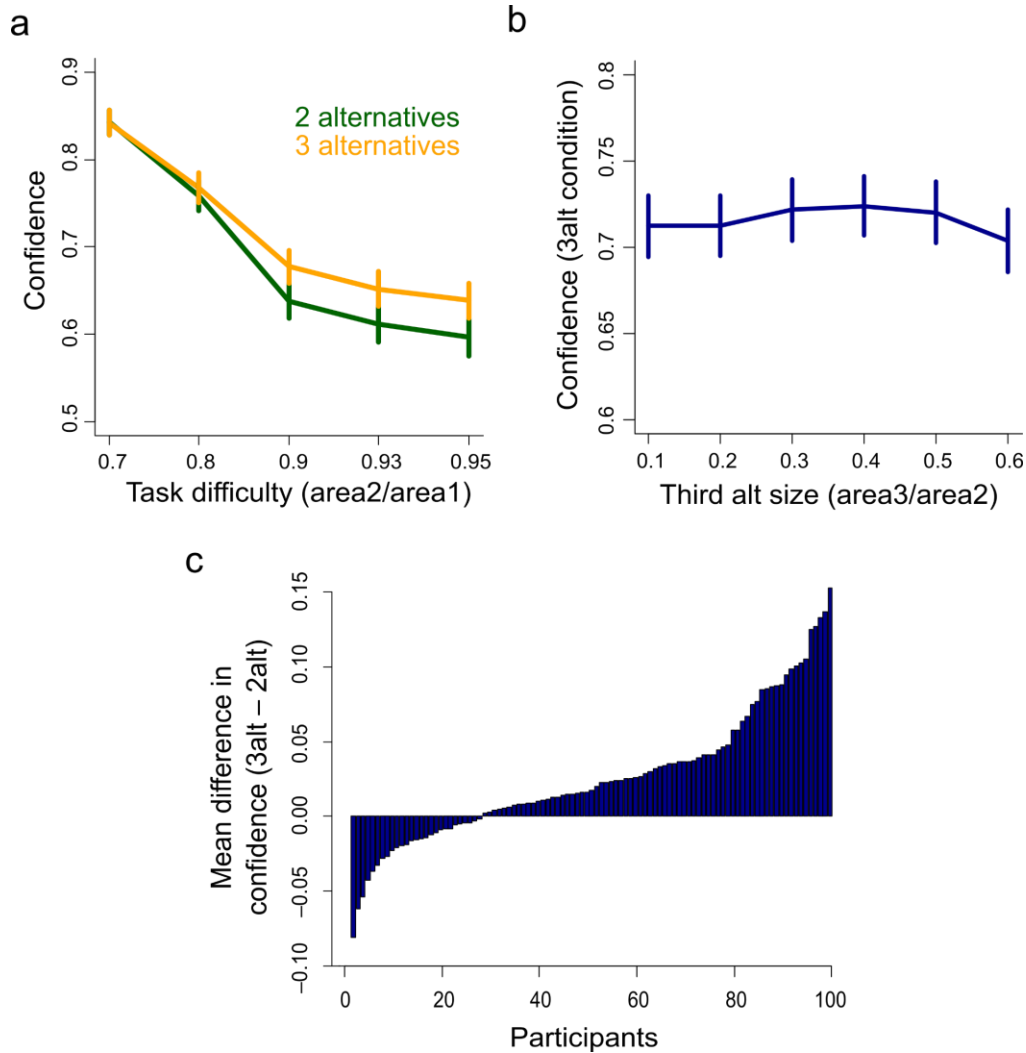 a
0.9
0.8
0.7
0.6
0.5
Confidence
2 alternatives
3 alternatives
0.7 0.8 0.9 0.93 0.95
Task difficulty (area2/area1)
b
0.8
0.75
0.7
0.65
0.6
Confidence (3alt condition)
0.1 0.2 0.3 0.4 0.5 0.6
Third alt size (area3/area2)
c
0.15
0.10
0.05
0.00
−0.05
−0.10
Mean difference in
confidence (3alt – 2alt)
0 20 40 60 80 100
Participants